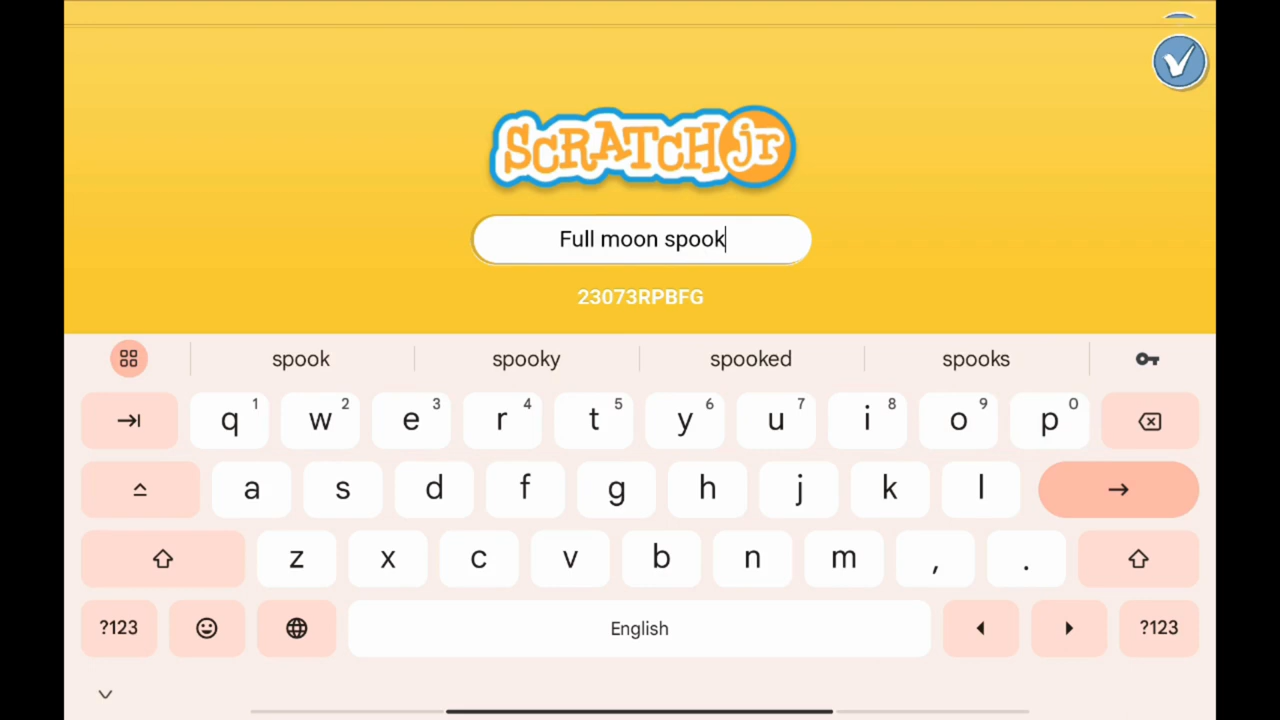 SCRATCH jr
Full moon spook
23073RPBFG
spook spooky spooked spooks
q 1 w 2 e 3 r 4 t 5 y 6 u 7 i 8 o 9 p 0
a s d f g h j k l
z x c v b n m , .
?123 English ?123